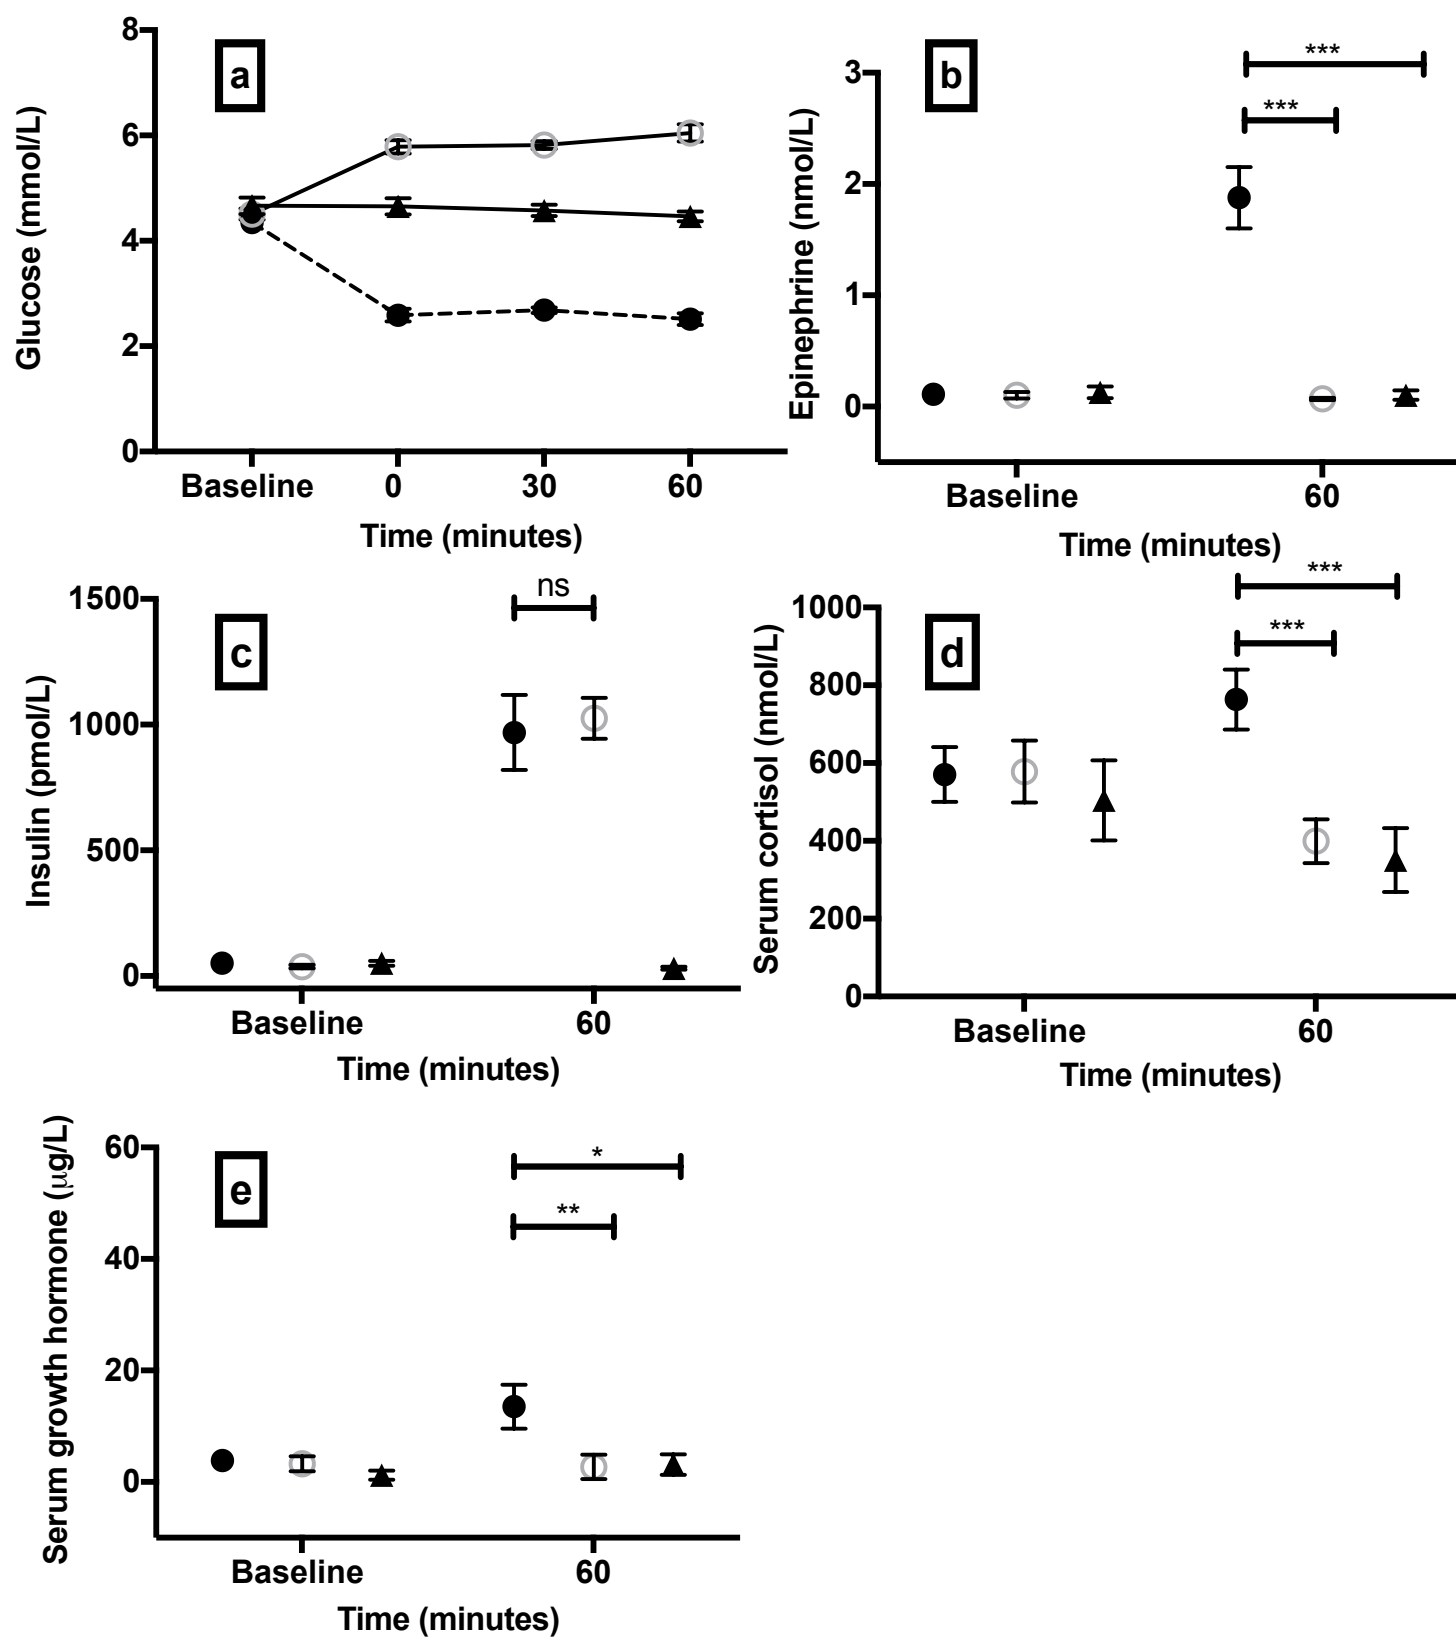 a
Glucose (mmol/L)
8
6
4
2
0
Baseline 0 30 60
Time (minutes)
b
Epinephrine (nmol/L)
3
2
1
0
***
***
Baseline 60
Time (minutes)
c
Insulin (pmol/L)
1500
1000
500
0
ns
Baseline 60
Time (minutes)
d
Serum cortisol (nmol/L)
1000
800
600
400
200
0
***
***
Baseline 60
Time (minutes)
e
Serum growth hormone (μg/L)
60
40
20
0
*
**
Baseline 60
Time (minutes)